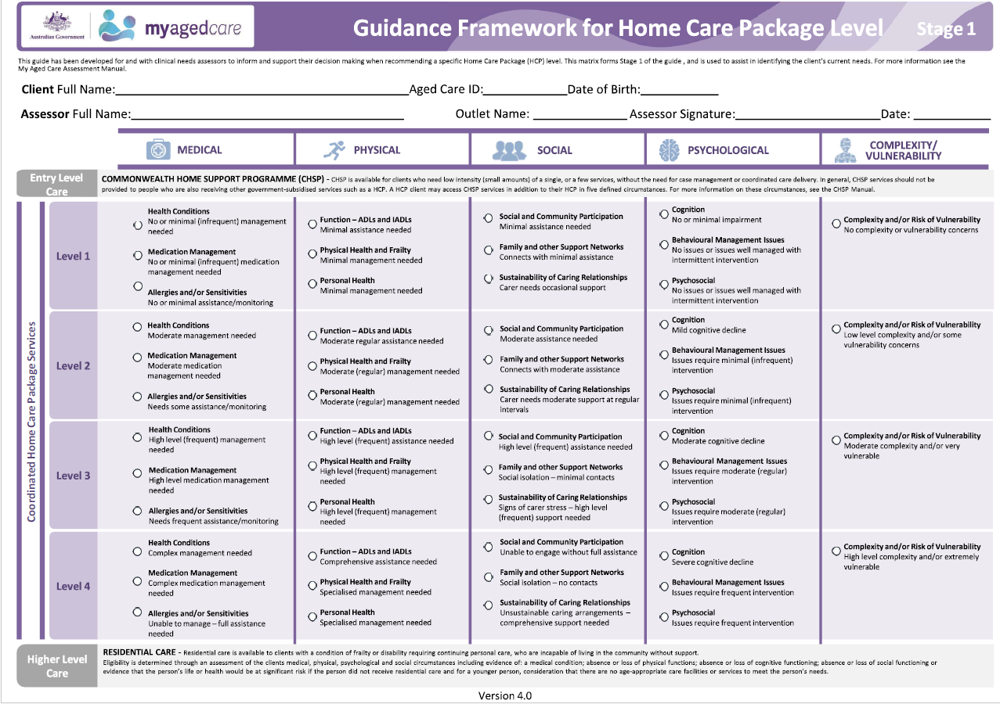 Australian Government
myagedcare
Guidance Framework for Home Care Package Level
Stage 1
This guide has been developed for and with clinical needs assessors to inform and support their decision making when recommending a specific Home Care Package (HCP) level. This matrix forms Stage 1 of the guide , and is used to assist in identifying the client's current needs. For more information see the
My Aged Care Assessment Manual.
Client Full Name: Aged Care ID: Date of Birth:
Assessor Full Name: Outlet Name: Assessor Signature: Date:
MEDICAL
PHYSICAL
SOCIAL
PSYCHOLOGICAL
COMPLEXITY/
VULNERABILITY
Entry Level
Care
COMMONWEALTH HOME SUPPORT PROGRAMME (CHSP) - CHSP is available for clients who need low intensity (small amounts) of a single, or a few services, without the need for case management or coordinated care delivery. In general, CHSP services should not be
provided to people who are also receiving other government-subsidised services such as a HCP. A HCP client may access CHSP services in addition to their HCP in five defined circumstances. For more information on these circumstances, see the CHSP Manual.
Coordinated Home Care Package Services
Level 1
Health Conditions
No or minimal (infrequent) management
needed
Medication Management
No or minimal (infrequent) medication
management needed
Allergies and/or Sensitivities
No or minimal assistance/monitoring
Function – ADLs and IADLs
Minimal assistance needed
Physical Health and Frailty
Minimal management needed
Personal Health
Minimal management needed
Social and Community Participation
Minimal assistance needed
Family and other Support Networks
Connects with minimal assistance
Sustainability of Caring Relationships
Carer needs occasional support
Cognition
No or minimal impairment
Behavioural Management Issues
No issues or issues well managed with
intermittent intervention
Psychosocial
No issues or issues well managed with
intermittent intervention
Complexity and/or Risk of Vulnerability
No complexity or vulnerability concerns
Level 2
Health Conditions
Moderate management needed
Medication Management
Moderate medication
management needed
Allergies and/or Sensitivities
Needs some assistance/monitoring
Function – ADLs and IADLs
Moderate regular assistance needed
Physical Health and Frailty
Moderate (regular) management needed
Personal Health
Moderate (regular) management needed
Social and Community Participation
Moderate assistance needed
Family and other Support Networks
Connects with moderate assistance
Sustainability of Caring Relationships
Carer needs moderate support at regular
intervals
Cognition
Mild cognitive decline
Behavioural Management Issues
Issues require minimal (infrequent)
intervention
Psychosocial
Issues require minimal (infrequent)
intervention
Complexity and/or Risk of Vulnerability
Low level complexity and/or some
vulnerability concerns
Level 3
Health Conditions
High level (frequent) management
needed
Medication Management
High level medication management
needed
Allergies and/or Sensitivities
Needs frequent assistance/monitoring
Function – ADLs and IADLs
High level (frequent) assistance needed
Physical Health and Frailty
High level (frequent) management
needed
Personal Health
High level (frequent) management
needed
Social and Community Participation
High level (frequent) assistance needed
Family and other Support Networks
Social isolation – minimal contacts
Sustainability of Caring Relationships
Signs of carer stress – high level
(frequent) support needed
Cognition
Moderate cognitive decline
Behavioural Management Issues
Issues require moderate (regular)
intervention
Psychosocial
Issues require moderate (regular)
intervention
Complexity and/or Risk of Vulnerability
Moderate complexity and/or very
vulnerable
Level 4
Health Conditions
Complex management needed
Medication Management
Complex medication management
needed
Allergies and/or Sensitivities
Unable to manage – full assistance
needed
Function – ADLs and IADLs
Comprehensive assistance needed
Physical Health and Frailty
Specialised management needed
Personal Health
Specialised management needed
Social and Community Participation
Unable to engage without full assistance
Family and other Support Networks
Social isolation – no contacts
Sustainability of Caring Relationships
Unsustainable caring arrangements –
comprehensive support needed
Cognition
Severe cognitive decline
Behavioural Management Issues
Issues require frequent intervention
Psychosocial
Issues require frequent intervention
Complexity and/or Risk of Vulnerability
High level complexity and/or extremely
vulnerable
Higher Level
Care
RESIDENTIAL CARE - Residential care is available to clients with a condition of frailty or disability requiring continuing personal care, who are incapable of living in the community without support.
Eligibility is determined through an assessment of the clients medical, physical, psychological and social circumstances including evidence of: a medical condition; absence or loss of physical functions; absence or loss of cognitive functioning; absence or loss of social functioning or
evidence that the person's life or health would be at significant risk if the person did not receive residential care and for a younger person, consideration that there are no age-appropriate care facilities or services to meet the person's needs.
Version 4.0